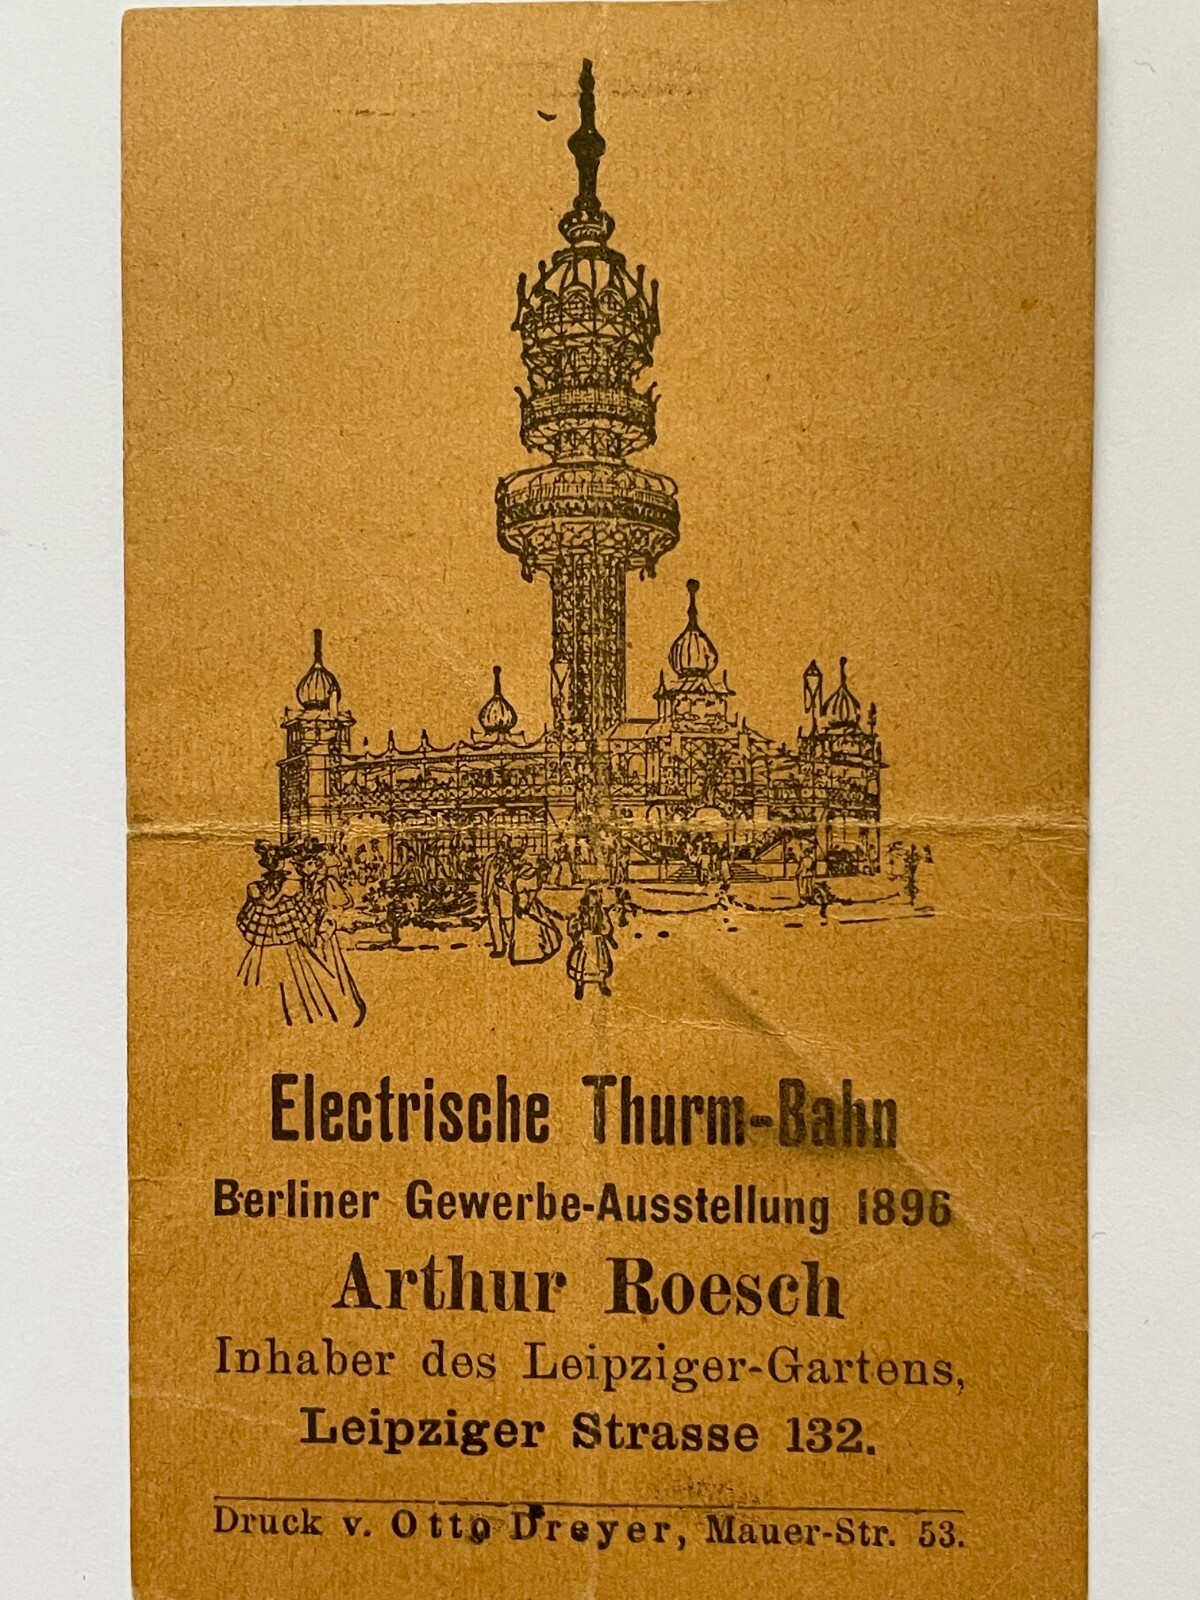 Electrische Thurm-Bahn
Berliner Gewerbe-Ausstellung 1896
Arthur Roesch
Inhaber des Leipziger-Gartens,
Leipziger Strasse 132.
Druck v. Otto Dreyer, Mauer-Str. 53.